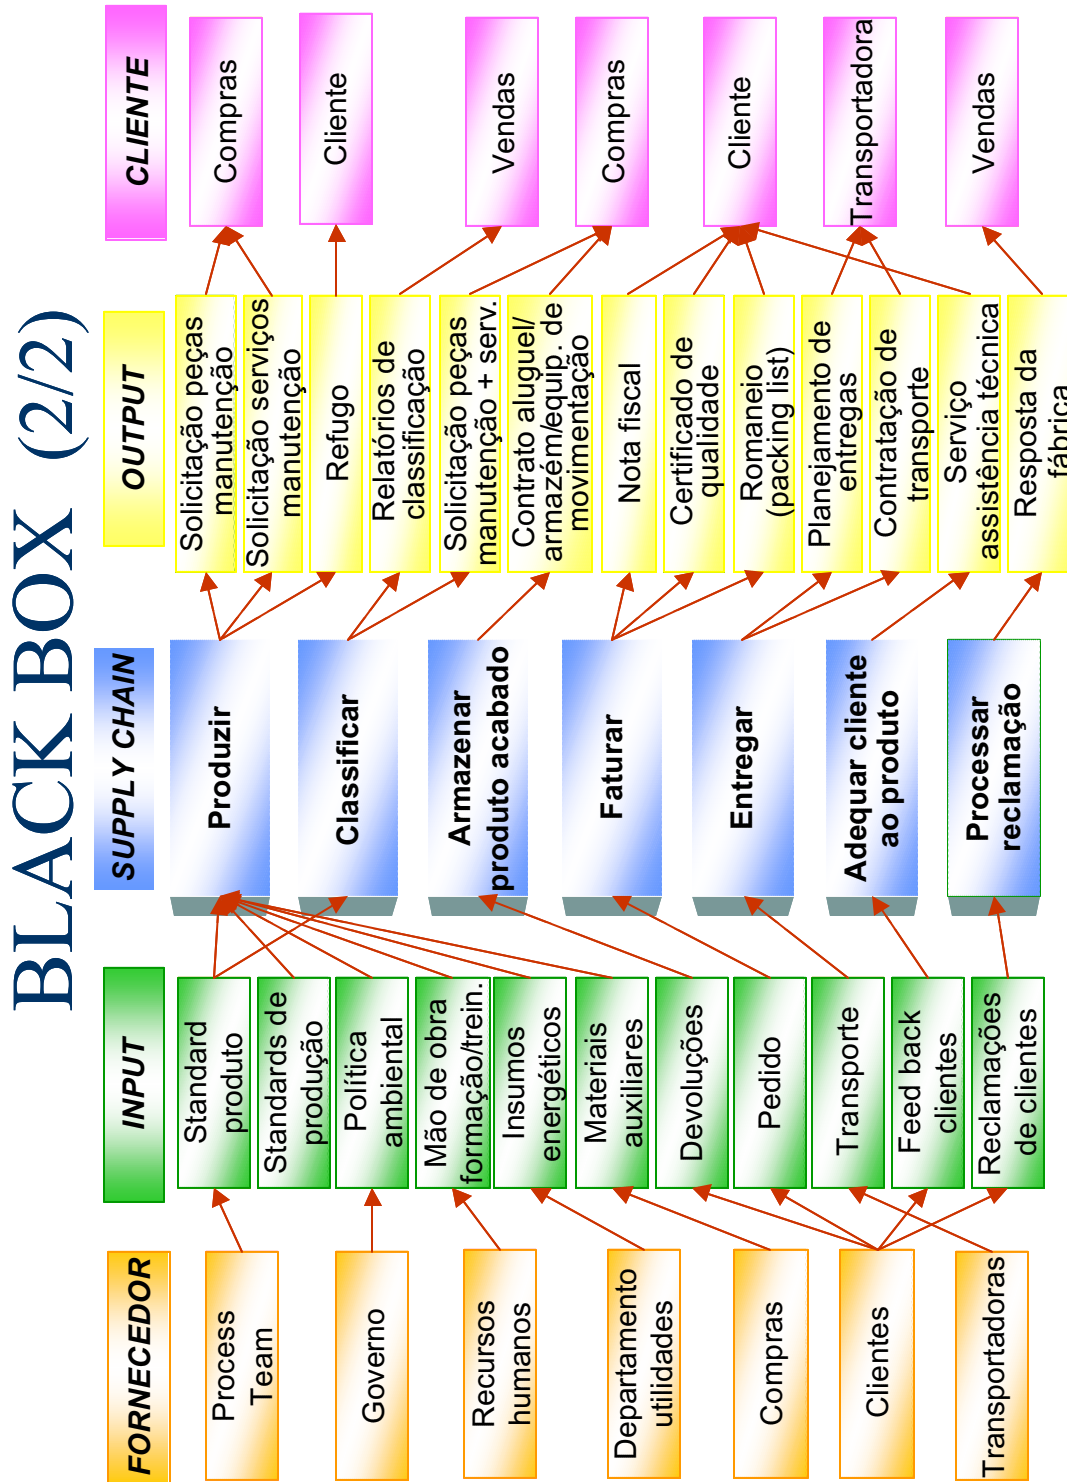 BLACK BOX (2/2)
FORNECEDOR
Process
Team
Governo
Recursos
humanos
Departamento
utilidades
Compras
Clientes
Transportadoras
INPUT
Standard
produto
Standards de
produção
Política
ambiental
Mão de obra
formação/trein.
Insumos
energéticos
Materiais
auxiliares
Devoluções
Pedido
Transporte
Feed back
clientes
Reclamações
de clientes
SUPPLY CHAIN
Produzir
Classificar
Armazenar
produto acabado
Faturar
Entregar
Adequar cliente
ao produto
Processar
reclamação
OUTPUT
Solicitação peças
manutenção
Solicitação serviços
manutenção
Refugo
Relatórios de
classificação
Solicitação peças
manutenção + serv.
Contrato aluguel/
armazém/equip. de
movimentação
Nota fiscal
Certificado de
qualidade
Romaneio
(packing list)
Planejamento de
entregas
Contratação de
transporte
Serviço
assistência técnica
Resposta da
fábrica
CLIENTE
Compras
Cliente
Vendas
Compras
Cliente
Transportadora
Vendas